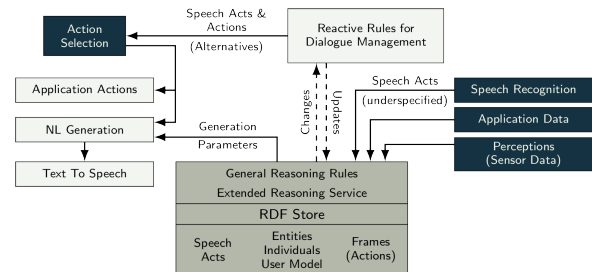 Action
Selection
Speech Acts &
Actions
(Alternatives)
Reactive Rules for
Dialogue Management
Application Actions
NL Generation
Text To Speech
Generation
Parameters
Changes
Updates
Speech Acts
(underspecified)
Speech Recognition
Application Data
Perceptions
(Sensor Data)
General Reasoning Rules
Extended Reasoning Service
RDF Store
Speech
Acts
Entities
Individuals
User Model
Frames
(Actions)